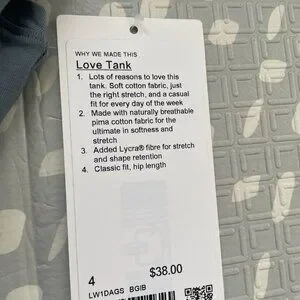 WHY WE MADE THIS
Love Tank
1. Lots of reasons to love this
tank. Soft cotton fabric, just
the right stretch, and a casual
fit for every day of the week
2. Made with naturally breathable
pima cotton fabric for the
ultimate in softness and
stretch
3 Added Lycra® fibre for stretch
and shape retention
4. Classic fit, hip length
4
$38.00
LW1DAGS BGIB